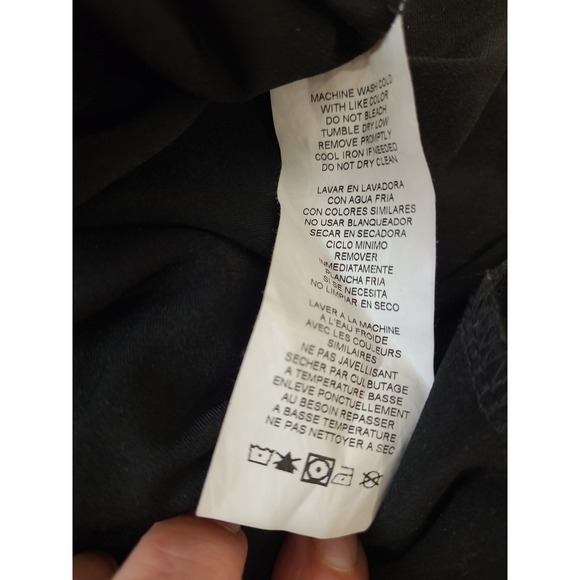 MACHINE WASH COLD
WITH LIKE COLOR
DO NOT BLEACH
TUMBLE DRY LOW
REMOVE PROMPTLY
COOL IRON IF NEEDED
DO NOT DRY CLEAN
LAVAR EN LAVADORA
CON AGUA FRIA
CON COLORES SIMILARES
NO USAR BLANQUEADOR
SECAR EN SECADORA
CICLO MINIMO
REMOVER
INMEDIATAMENTE
PLANCHA FRIA
SI SE NECESITA
NO LIMPIAR EN SECO
LAVER A LA MACHINE
A L'EAU FROIDE
AVEC LES COULEURS
SIMILAIRES
NE PAS JAVELLISANT
SECHER PAR CULBUTAGE
A TEMPERATURE BASSE
ENLEVE PONCTUELLEMENT
AU BESOIN REPASSER
A BASSE TEMPERATURE
NE PAS NETTOYER A SEC